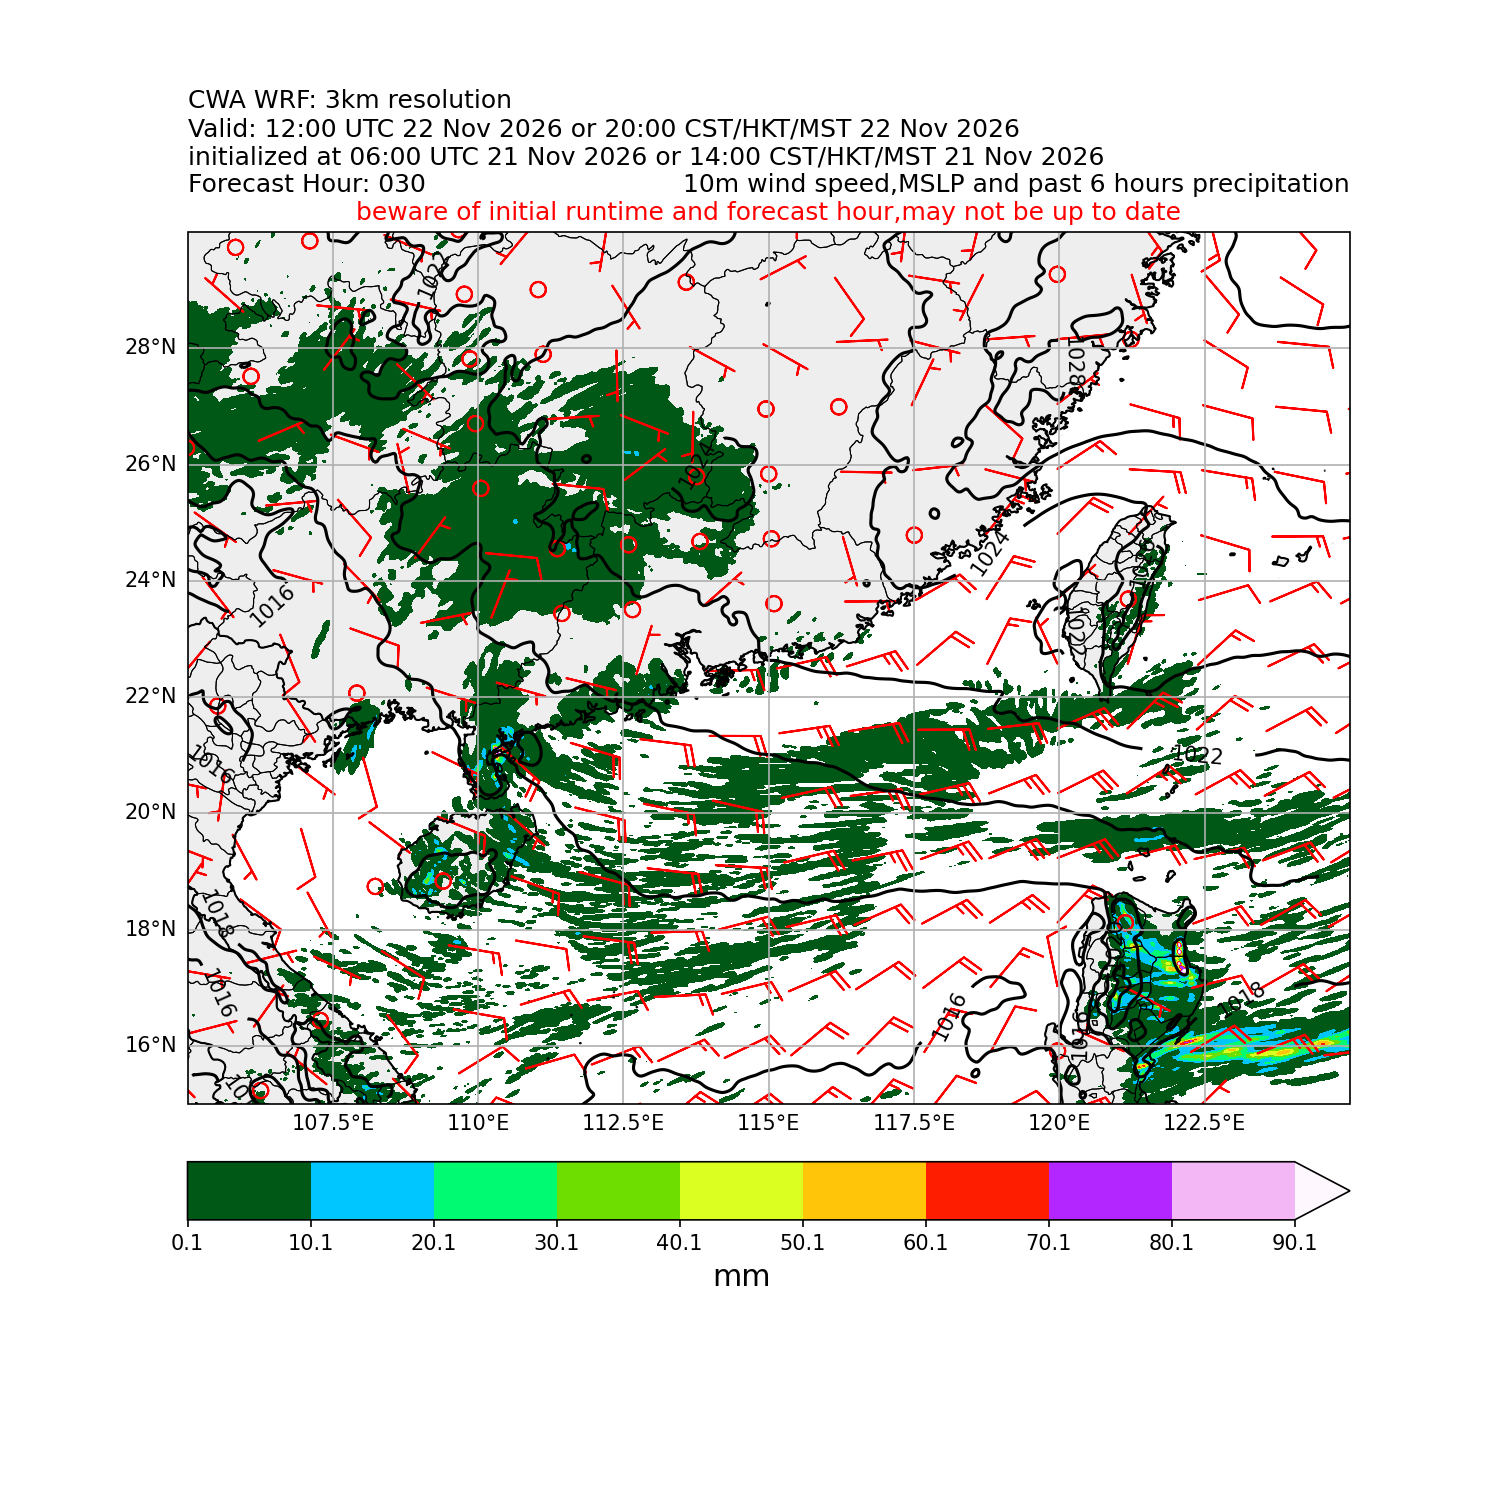 CWA WRF: 3km resolution
Valid: 12:00 UTC 22 Nov 2026 or 20:00 CST/HKT/MST 22 Nov 2026
initialized at 06:00 UTC 21 Nov 2026 or 14:00 CST/HKT/MST 21 Nov 2026
Forecast Hour: 030 10m wind speed,MSLP and past 6 hours precipitation
beware of initial runtime and forecast hour,may not be up to date
28°N
1028
26°N
1024
24°N
1024
1016
1022
22°N
1022
1016
20°N
18°N
1018
1016
1018
1016
16°N
107.5°E 110°E 112.5°E 115°E 117.5°E 120°E 122.5°E
0.1 10.1 20.1 30.1 40.1 50.1 60.1 70.1 80.1 90.1
mm